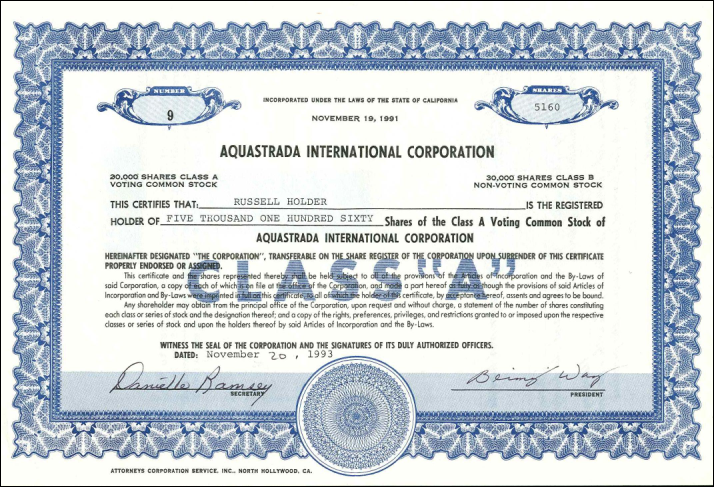 NUMBER
9
INCORPORATED UNDER THE LAWS OF THE STATE OF CALIFORNIA
NOVEMBER 19, 1991
SHARES
5160
AQUASTRADA INTERNATIONAL CORPORATION
20,000 SHARES CLASS A
VOTING COMMON STOCK
30,000 SHARES CLASS B
NON-VOTING COMMON STOCK
THIS CERTIFIES THAT: RUSSELL HOLDER IS THE REGISTERED
HOLDER OF FIVE THOUSAND ONE HUNDRED SIXTY Shares of the Class A Voting Common Stock of
AQUASTRADA INTERNATIONAL CORPORATION
HEREINAFTER DESIGNATED "THE CORPORATION", TRANSFERABLE ON THE SHARE REGISTER OF THE CORPORATION UPON SURRENDER OF THIS CERTIFICATE
PROPERLY ENDORSED OR ASSIGNED.
CLASS "A"
This certificate and the shares represented thereby shall be held subject to all of the provisions of the Articles of Incorporation and the By-Laws of
said Corporation, a copy of each of which is on file at the office of the Corporation, and made a part hereof as fully as though the provisions of said Articles of
Incorporation and By-Laws were imprinted in full on this certificate, to all of which the holder of this certificate, by acceptance hereof, assents and agrees to be bound.
Any shareholder may obtain from the principal office of the Corporation, upon request and without charge, a statement of the number of shares constituting
each class or series of stock and the designation thereof; and a copy of the rights, preferences, privileges, and restrictions granted to or imposed upon the respective
classes or series of stock and upon the holders thereof by said Articles of Incorporation and the By-Laws.
WITNESS THE SEAL OF THE CORPORATION AND THE SIGNATURES OF ITS DULY AUTHORIZED OFFICERS.
DATED: November 20, 1993
Danielle Ramsey
SECRETARY
PRESIDENT
ATTORNEYS CORPORATION SERVICE, INC., NORTH HOLLYWOOD, CA.